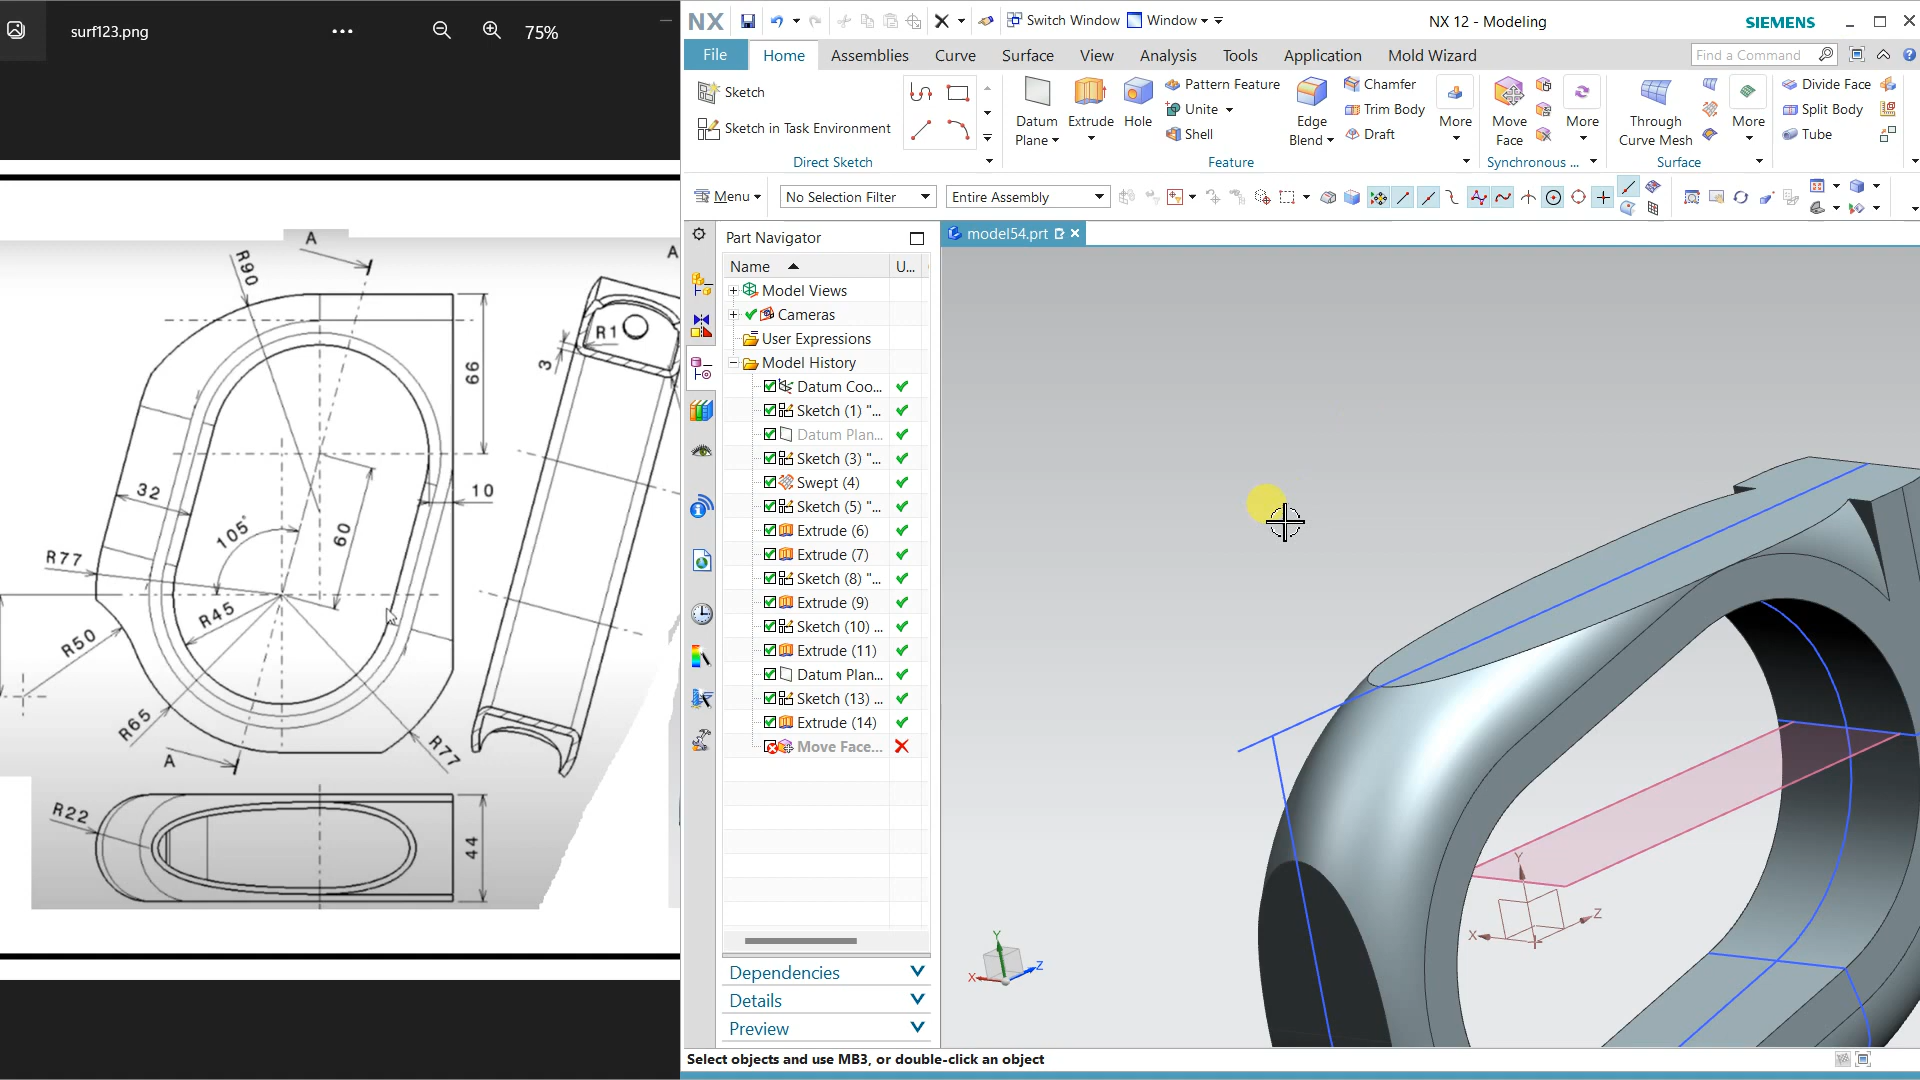 surf123.png
75%
A
R90
A
R1
3
66
32
10
105°
60
R77
R45
R50
R65
R77
A
R22
44
NX
Switch Window
Window
NX 12 - Modeling
SIEMENS
File
Home
Assemblies
Curve
Surface
View
Analysis
Tools
Application
Mold Wizard
Find a Command
Sketch
Sketch in Task Environment
Direct Sketch
Datum Plane
Extrude
Hole
Pattern Feature
Unite
Shell
Edge Blend
Chamfer
Trim Body
Draft
More
Feature
Move Face
More
Synchronous ...
Through Curve Mesh
More
Surface
Divide Face
Split Body
Tube
Menu
No Selection Filter
Entire Assembly
Part Navigator
model54.prt
Name
U...
Model Views
Cameras
User Expressions
Model History
Datum Coo...
Sketch (1) "...
Datum Plan...
Sketch (3) "...
Swept (4)
Sketch (5) "...
Extrude (6)
Extrude (7)
Sketch (8) "...
Extrude (9)
Sketch (10) ...
Extrude (11)
Datum Plan...
Sketch (13) ...
Extrude (14)
Move Face...
Dependencies
Details
Preview
Y
X
Z
Y
X
Z
Select objects and use MB3, or double-click an object